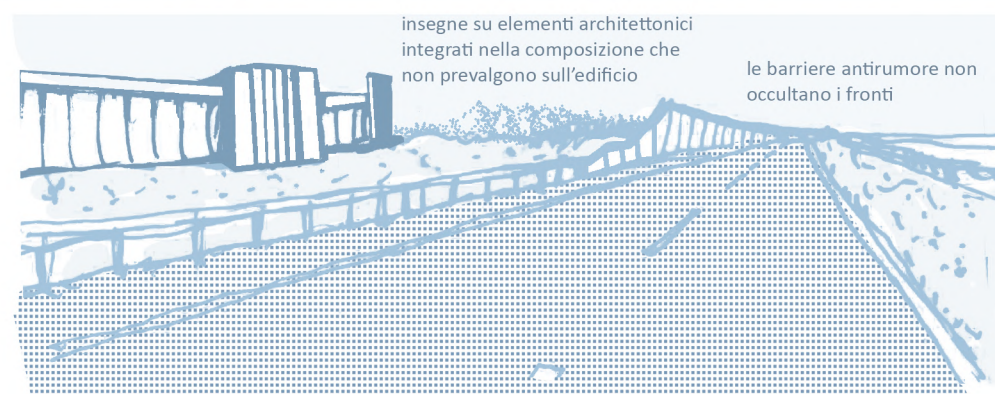 insegne su elementi architettonici
integrati nella composizione che
non prevalgono sull'edificio
le barriere antirumore non
occultano i fronti